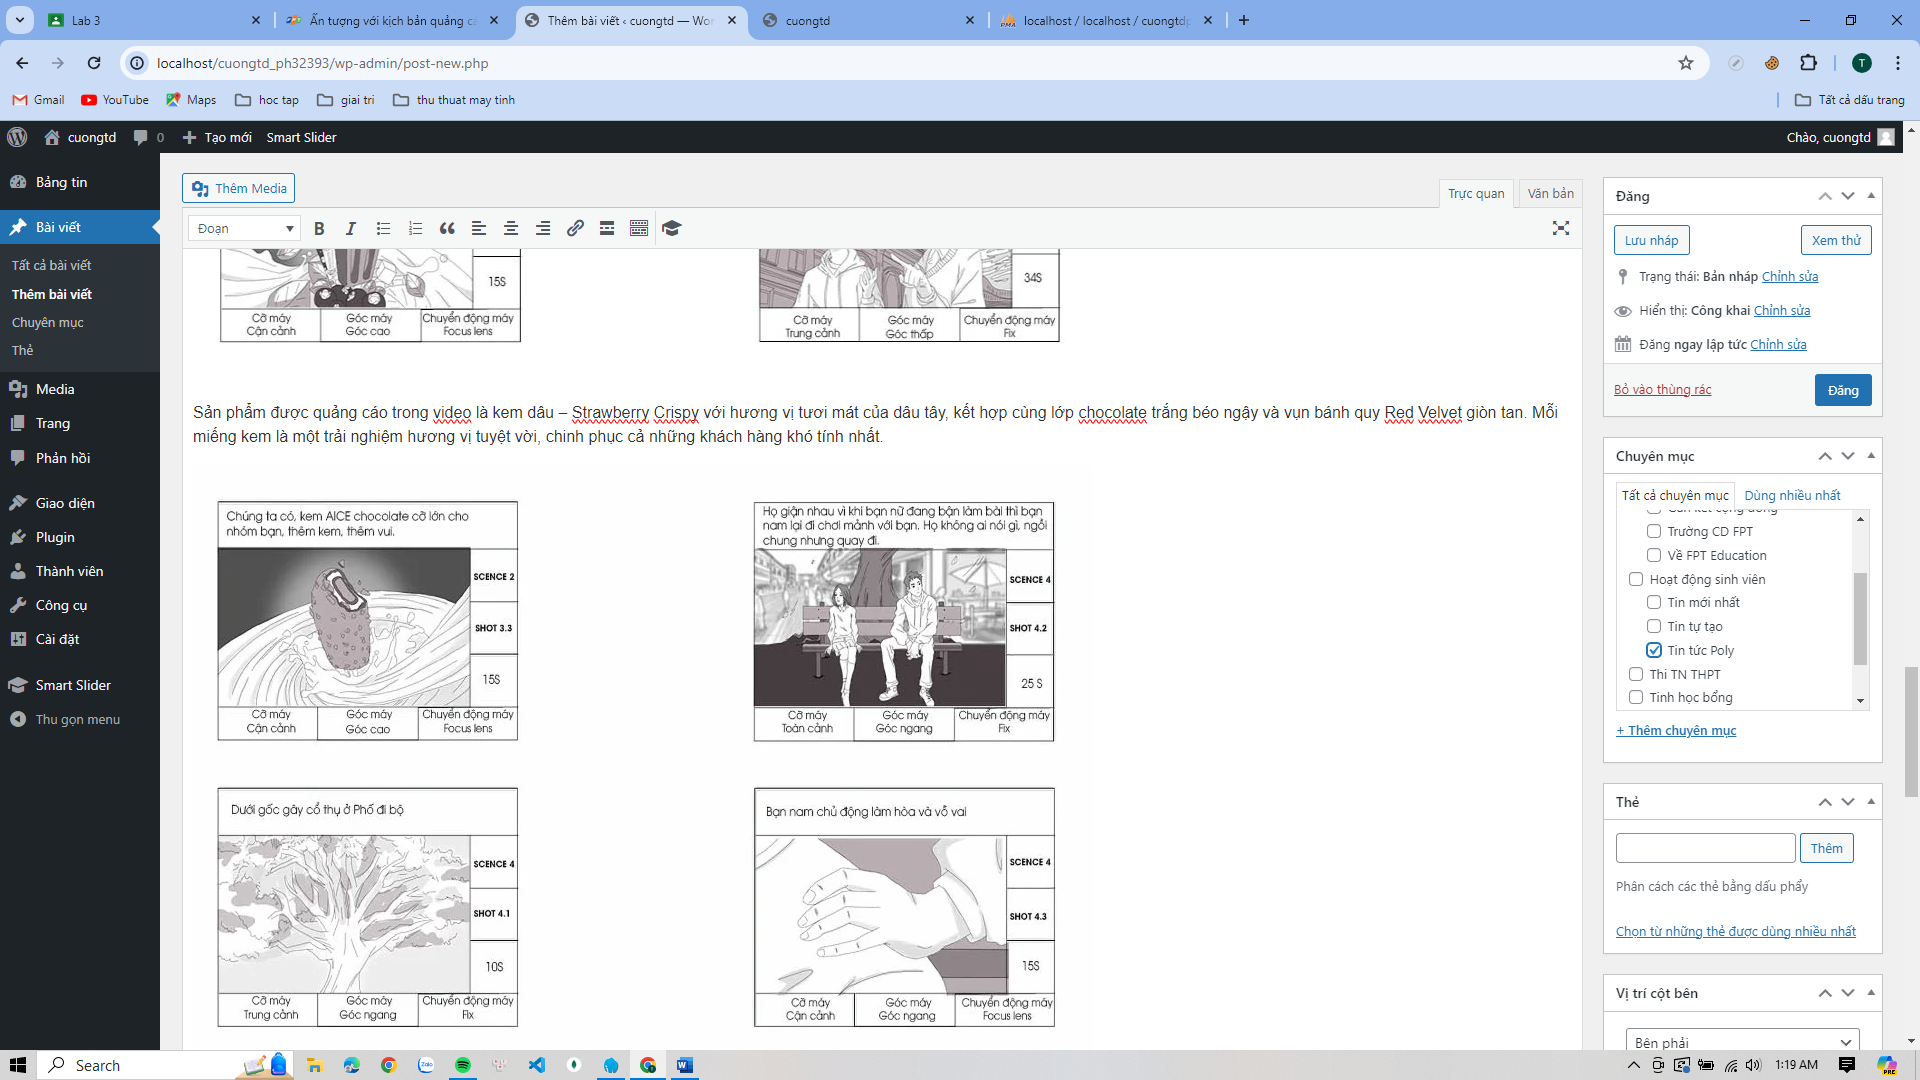 Lab 3
Ấn tượng với kịch bản quảng cá
Thêm bài viết ‹ cuongtd — Wor
cuongtd
localhost / localhost / cuongtdp
localhost/cuongtd_ph32393/wp-admin/post-new.php
T
Gmail
YouTube
Maps
hoc tap
giai tri
thu thuat may tinh
Tất cả dấu trang
cuongtd
0
Tạo mới
Smart Slider
Chào, cuongtd
Bảng tin
Bài viết
Tất cả bài viết
Thêm bài viết
Chuyên mục
Thẻ
Media
Trang
Phản hồi
Giao diện
Plugin
Thành viên
Công cụ
Cài đặt
Smart Slider
Thu gọn menu
Thêm Media
Trực quan
Văn bản
Đoạn
15S
Cỡ máy
Cận cảnh
Góc máy
Góc cao
Chuyển động máy
Focus lens
34S
Cỡ máy
Trung cảnh
Góc máy
Góc thấp
Chuyển động máy
Fix
Sản phẩm được quảng cáo trong video là kem dâu – Strawberry Crispy với hương vị tươi mát của dâu tây, kết hợp cùng lớp chocolate trắng béo ngậy và vụn bánh quy Red Velvet giòn tan. Mỗi
miếng kem là một trải nghiệm hương vị tuyệt vời, chinh phục cả những khách hàng khó tính nhất.
Chúng ta có, kem AICE chocolate cỡ lớn cho
nhóm bạn, thêm kem, thêm vui.
SCENCE 2
SHOT 3.3
15S
Cỡ máy
Cận cảnh
Góc máy
Góc cao
Chuyển động máy
Focus lens
Họ giận nhau vì khi bạn nữ đang bận làm bài thì bạn
nam lại đi chơi mảnh với bạn. Họ không ai nói gì, ngồi
chung nhưng quay đi.
SCENCE 4
SHOT 4.2
25 S
Cỡ máy
Toàn cảnh
Góc máy
Góc ngang
Chuyển động máy
Fix
Dưới gốc gây cổ thụ ở Phố đi bộ
SCENCE 4
SHOT 4.1
10S
Cỡ máy
Trung cảnh
Góc máy
Góc ngang
Chuyển động máy
Fix
Bạn nam chủ động làm hòa và vỗ vai
SCENCE 4
SHOT 4.3
15S
Cỡ máy
Cận cảnh
Góc máy
Góc ngang
Chuyển động máy
Focus lens
Đăng
Lưu nháp
Xem thử
Trạng thái: Bản nháp Chỉnh sửa
Hiển thị: Công khai Chỉnh sửa
Đăng ngay lập tức Chỉnh sửa
Bỏ vào thùng rác
Đăng
Chuyên mục
Tất cả chuyên mục
Dùng nhiều nhất
Trường CD FPT
Về FPT Education
Hoạt động sinh viên
Tin mới nhất
Tin tự tạo
Tin tức Poly
Thi TN THPT
Tinh học bổng
+ Thêm chuyên mục
Thẻ
Thêm
Phân cách các thẻ bằng dấu phẩy
Chọn từ những thẻ được dùng nhiều nhất
Vị trí cột bên
Bên phải
Search
1:19 AM